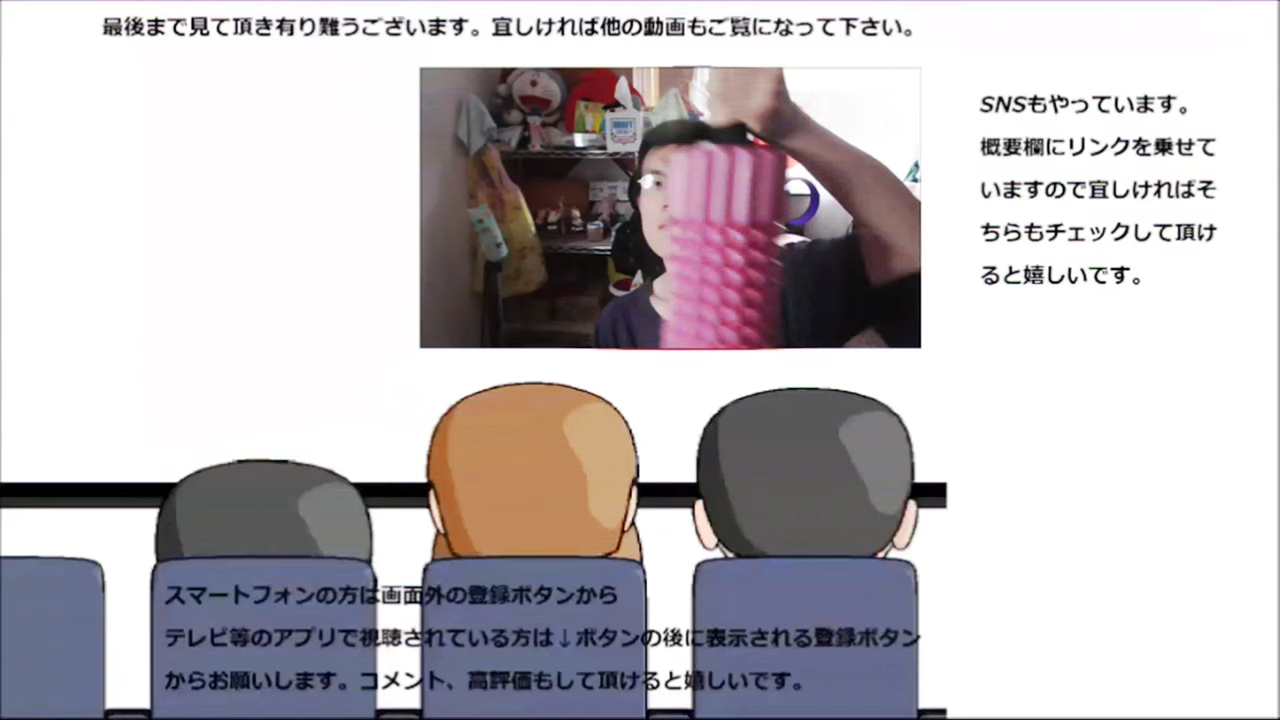 最後まで見て頂き有り難うございます。宜しければ他の動画もご覧になって下さい。
SNSもやっています。
概要欄にリンクを乗せて
いますので宜しければそ
ちらもチェックして頂け
ると嬉しいです。
スマートフォンの方は画面外の登録ボタンから
テレビ等のアプリで視聴されている方は↓ボタンの後に表示される登録ボタン
からお願いします。コメント、高評価もして頂けると嬉しいです。